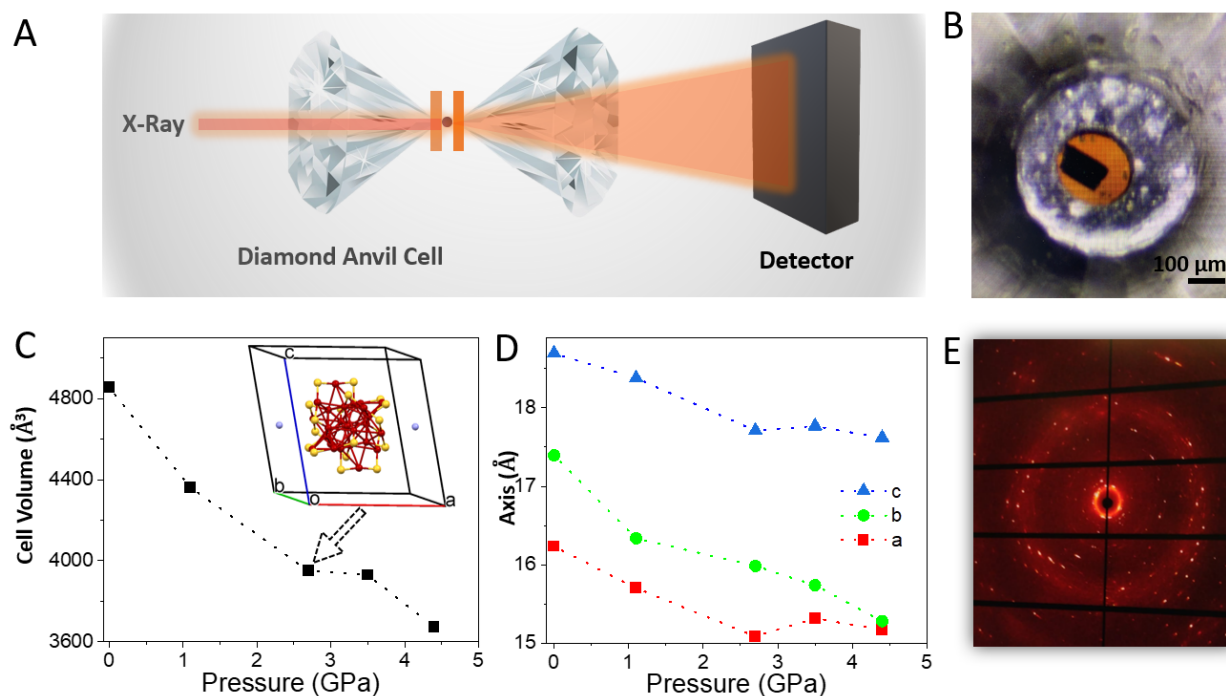 A
X-Ray
Diamond Anvil Cell
Detector
B
100 μm
C
Cell Volume (Å³)
4800
4400
4000
3600
0
1
2
3
4
5
Pressure (GPa)
c
b
o
a
D
Axis (Å)
18
17
16
15
0
1
2
3
4
5
Pressure (GPa)
c
b
a
E